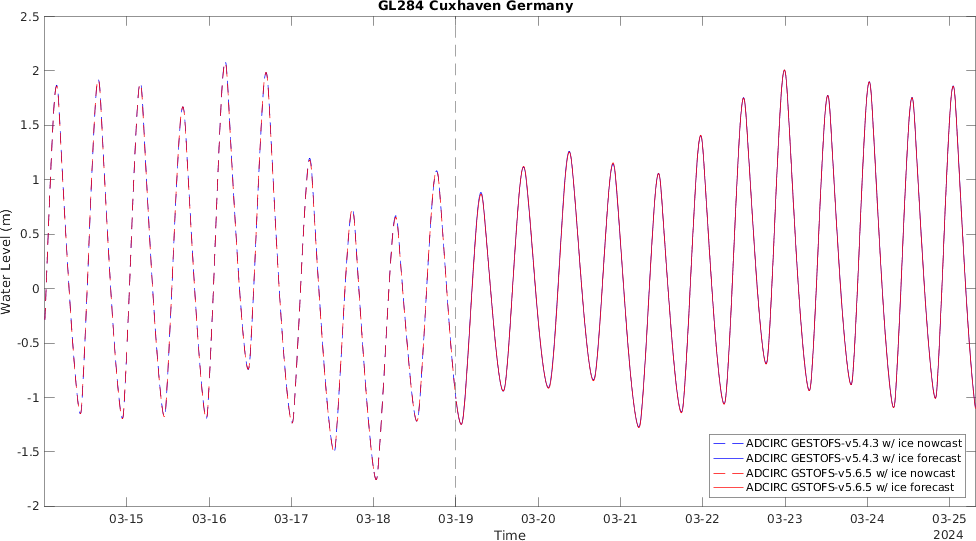 GL284 Cuxhaven Germany
2.5
2
1.5
1
0.5
0
-0.5
-1
-1.5
-2
Water Level (m)
ADCIRC GESTOFS-v5.4.3 w/ ice nowcast
ADCIRC GESTOFS-v5.4.3 w/ ice forecast
ADCIRC GSTOFS-v5.6.5 w/ ice nowcast
ADCIRC GSTOFS-v5.6.5 w/ ice forecast
03-15 03-16 03-17 03-18 03-19 03-20 03-21 03-22 03-23 03-24 03-25
Time
2024